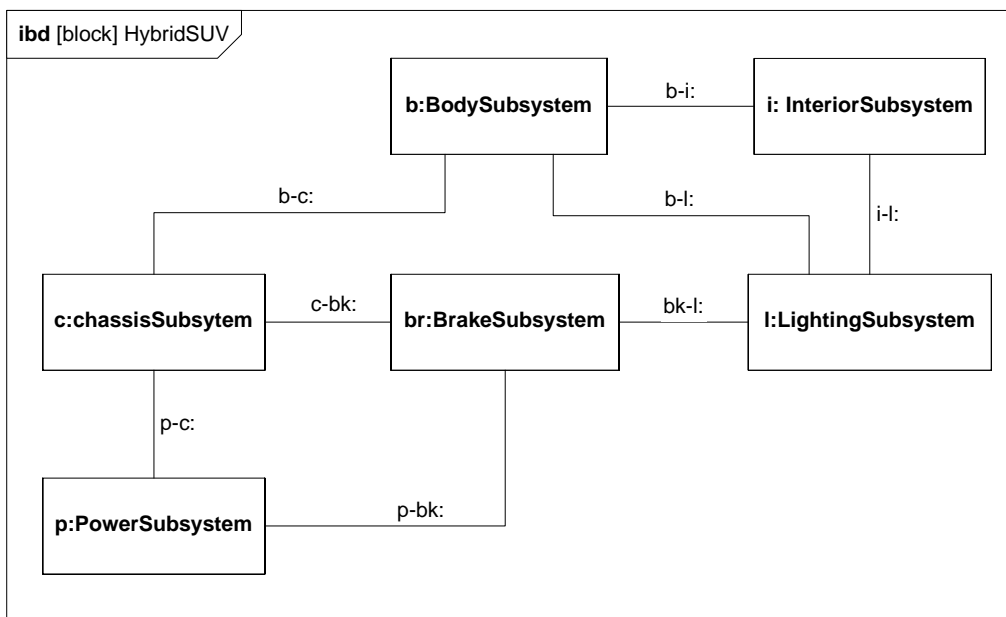 ibd [block] HybridSUV
b:BodySubsystem
b-i:
i: InteriorSubsystem
b-c:
b-l:
i-l:
c:chassisSubsytem
c-bk:
br:BrakeSubsystem
bk-l:
l:LightingSubsystem
p-c:
p:PowerSubsystem
p-bk: